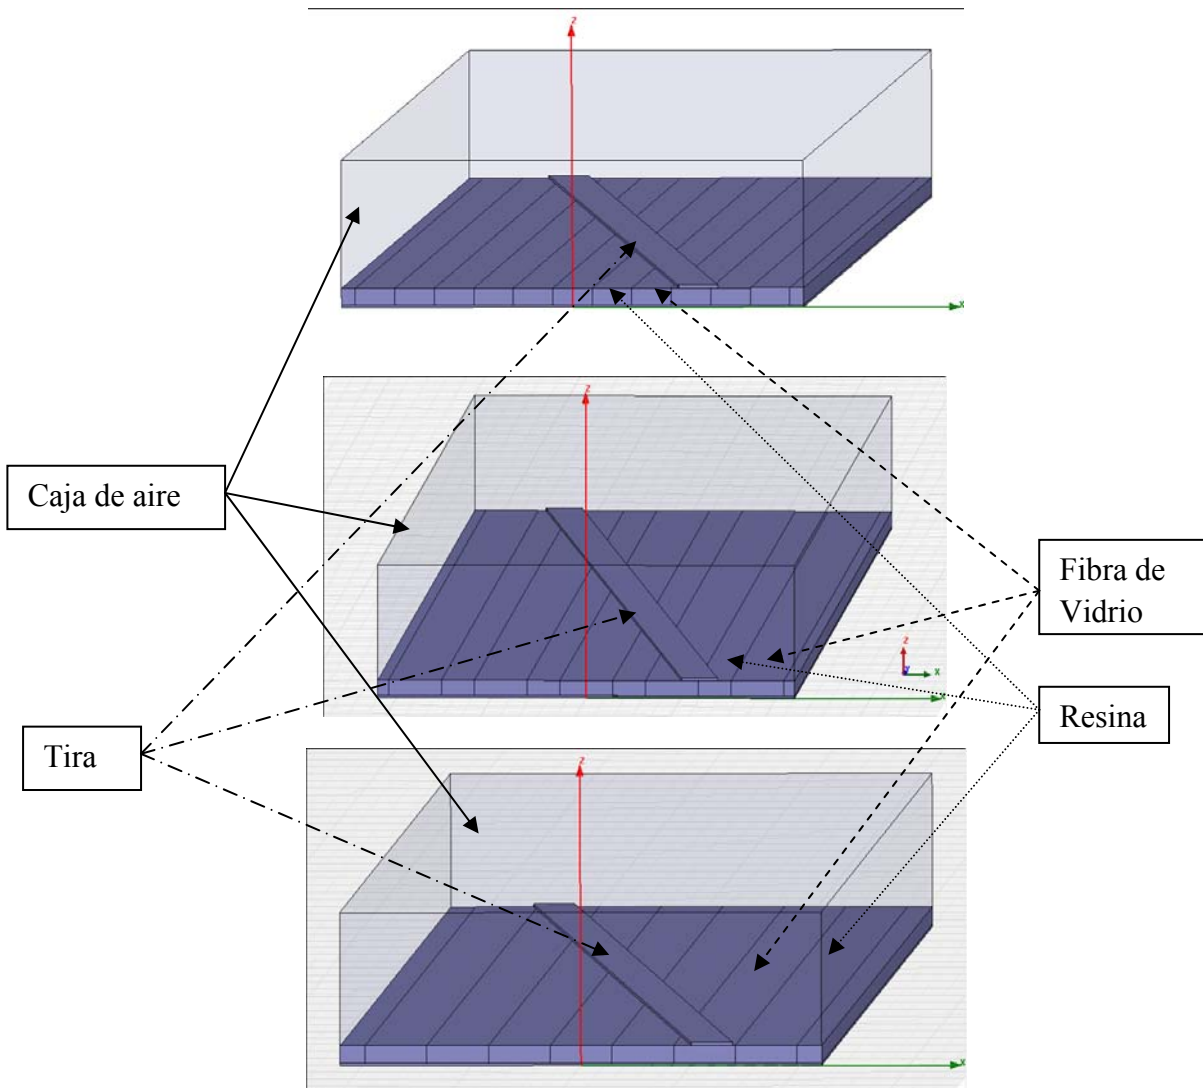 z
x
Caja de aire
z
Fibra de
Vidrio
z
x
x
Resina
Tira
z
x